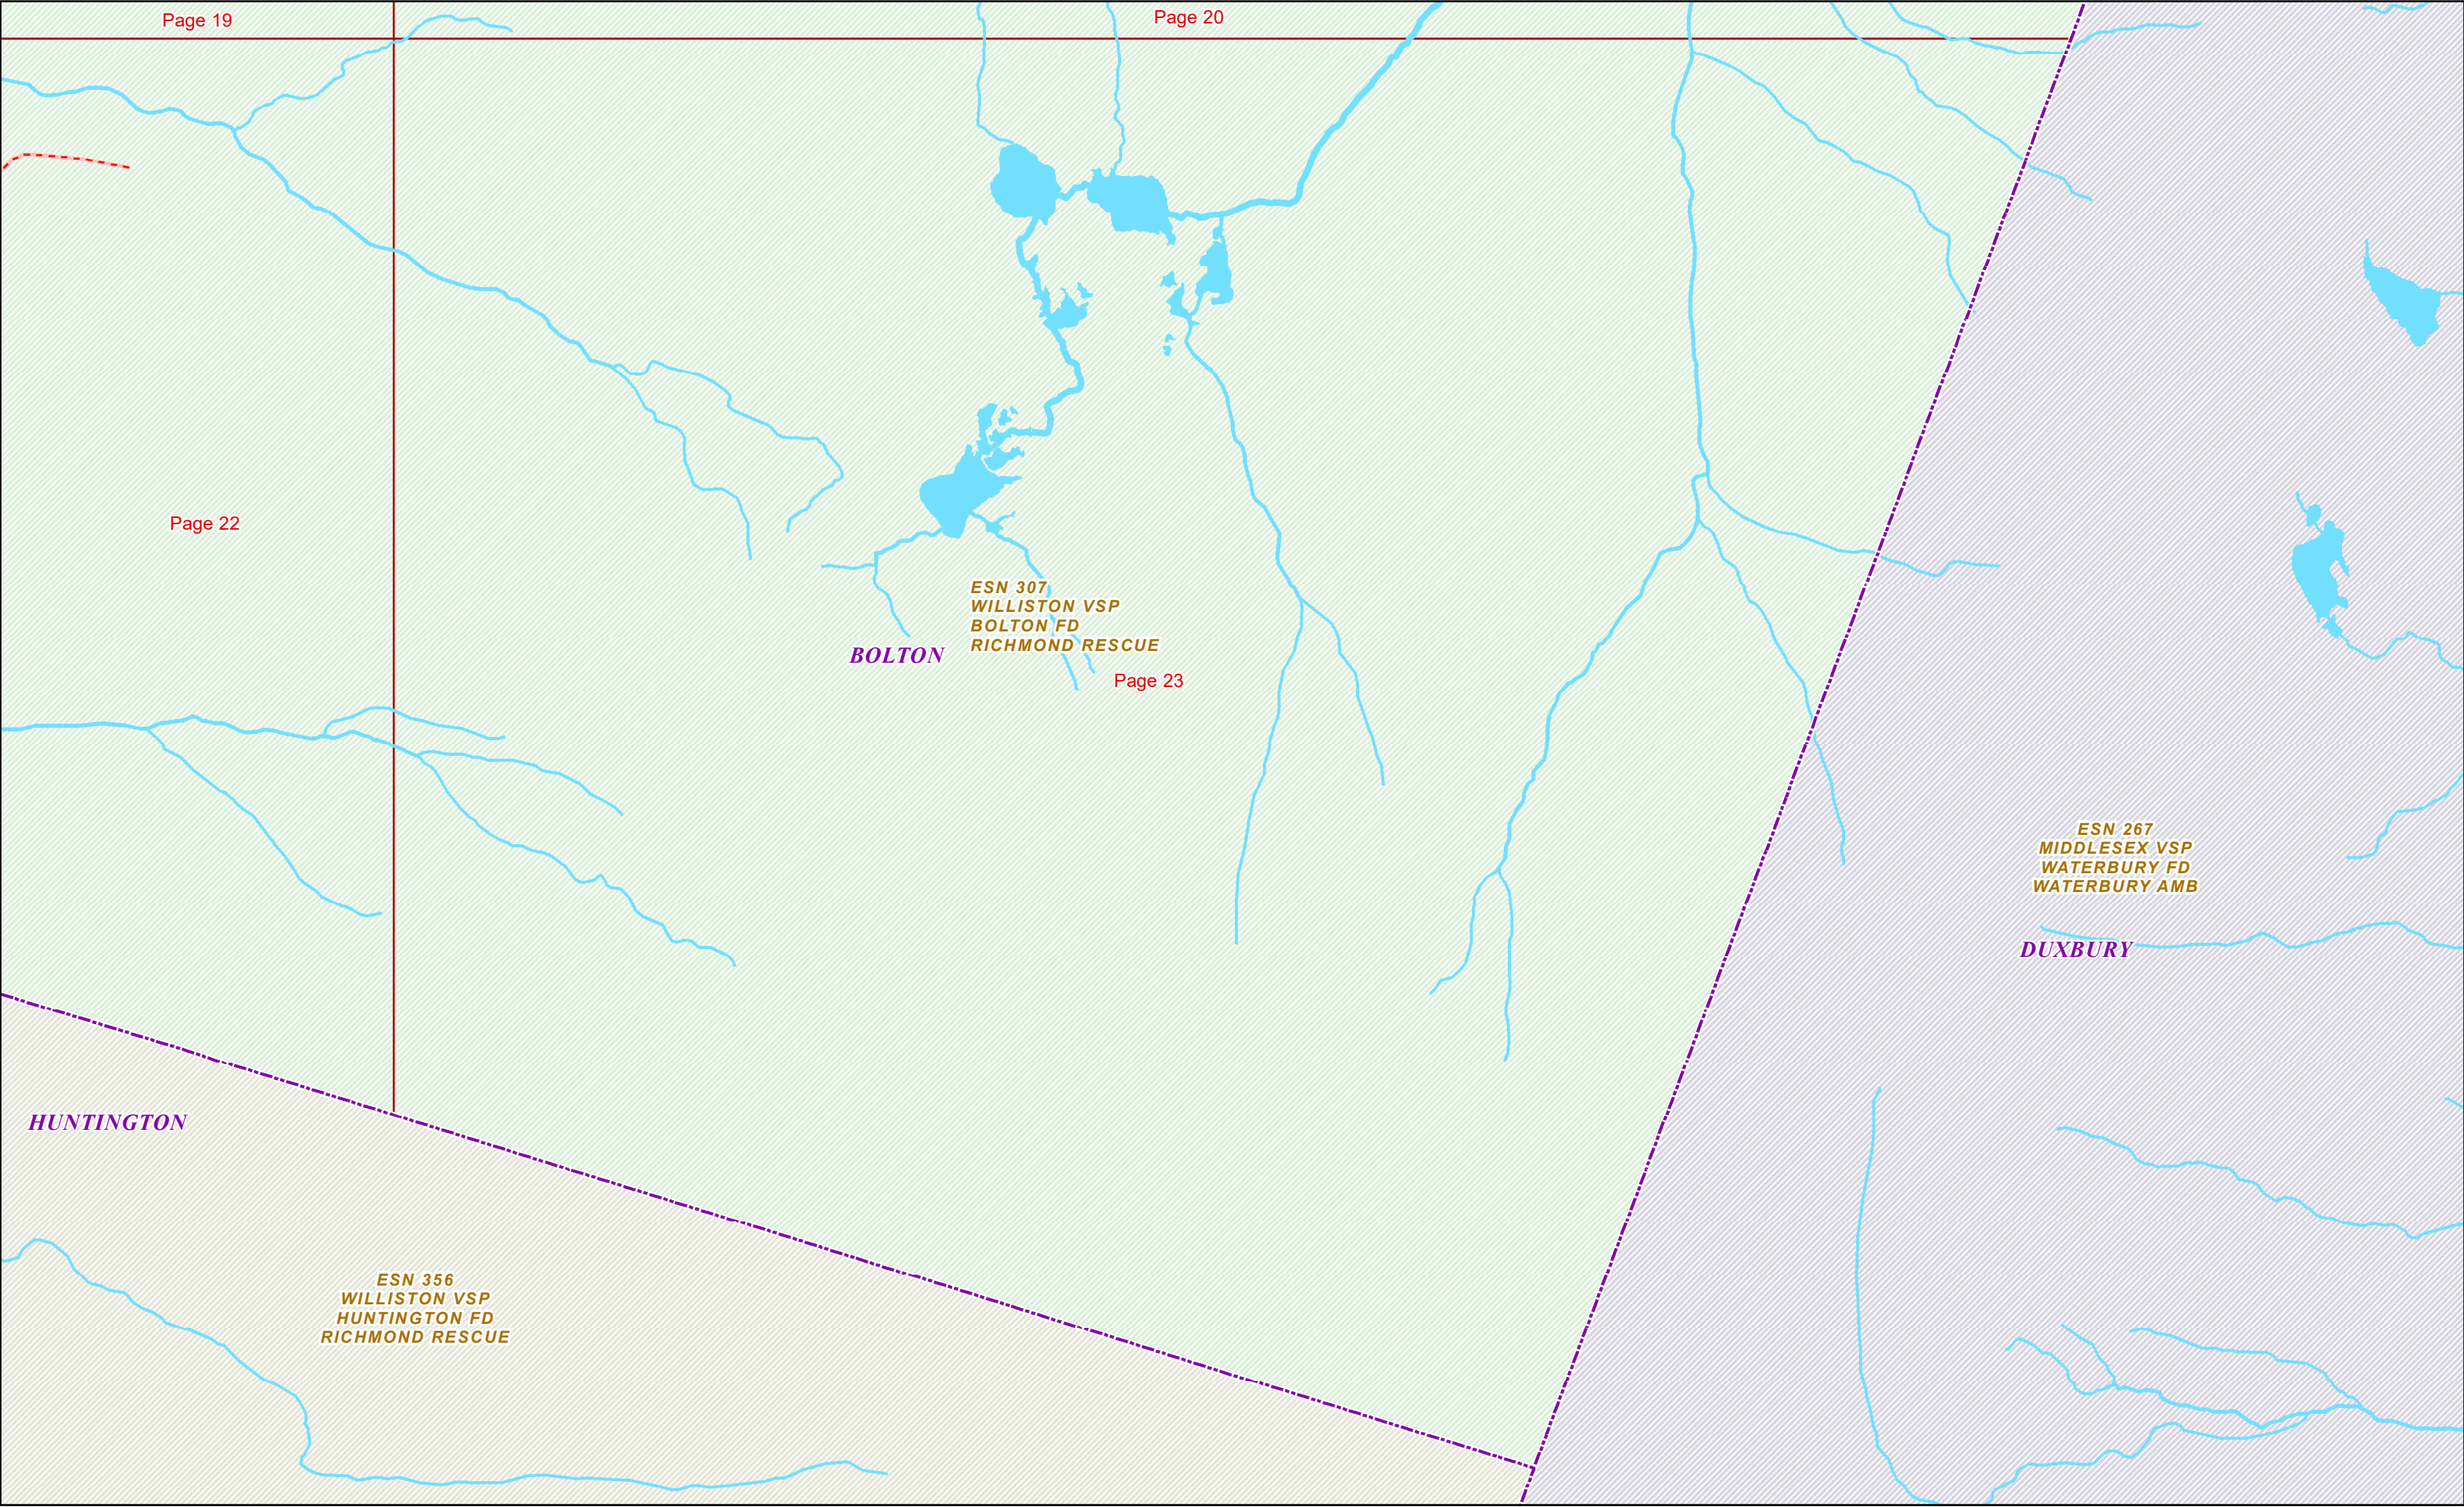 Page 19
Page 20
Page 22
ESN 307
WILLISTON VSP
BOLTON FD
RICHMOND RESCUE
BOLTON
Page 23
ESN 267
MIDDLESEX VSP
WATERBURY FD
WATERBURY AMB
DUXBURY
HUNTINGTON
ESN 356
WILLISTON VSP
HUNTINGTON FD
RICHMOND RESCUE